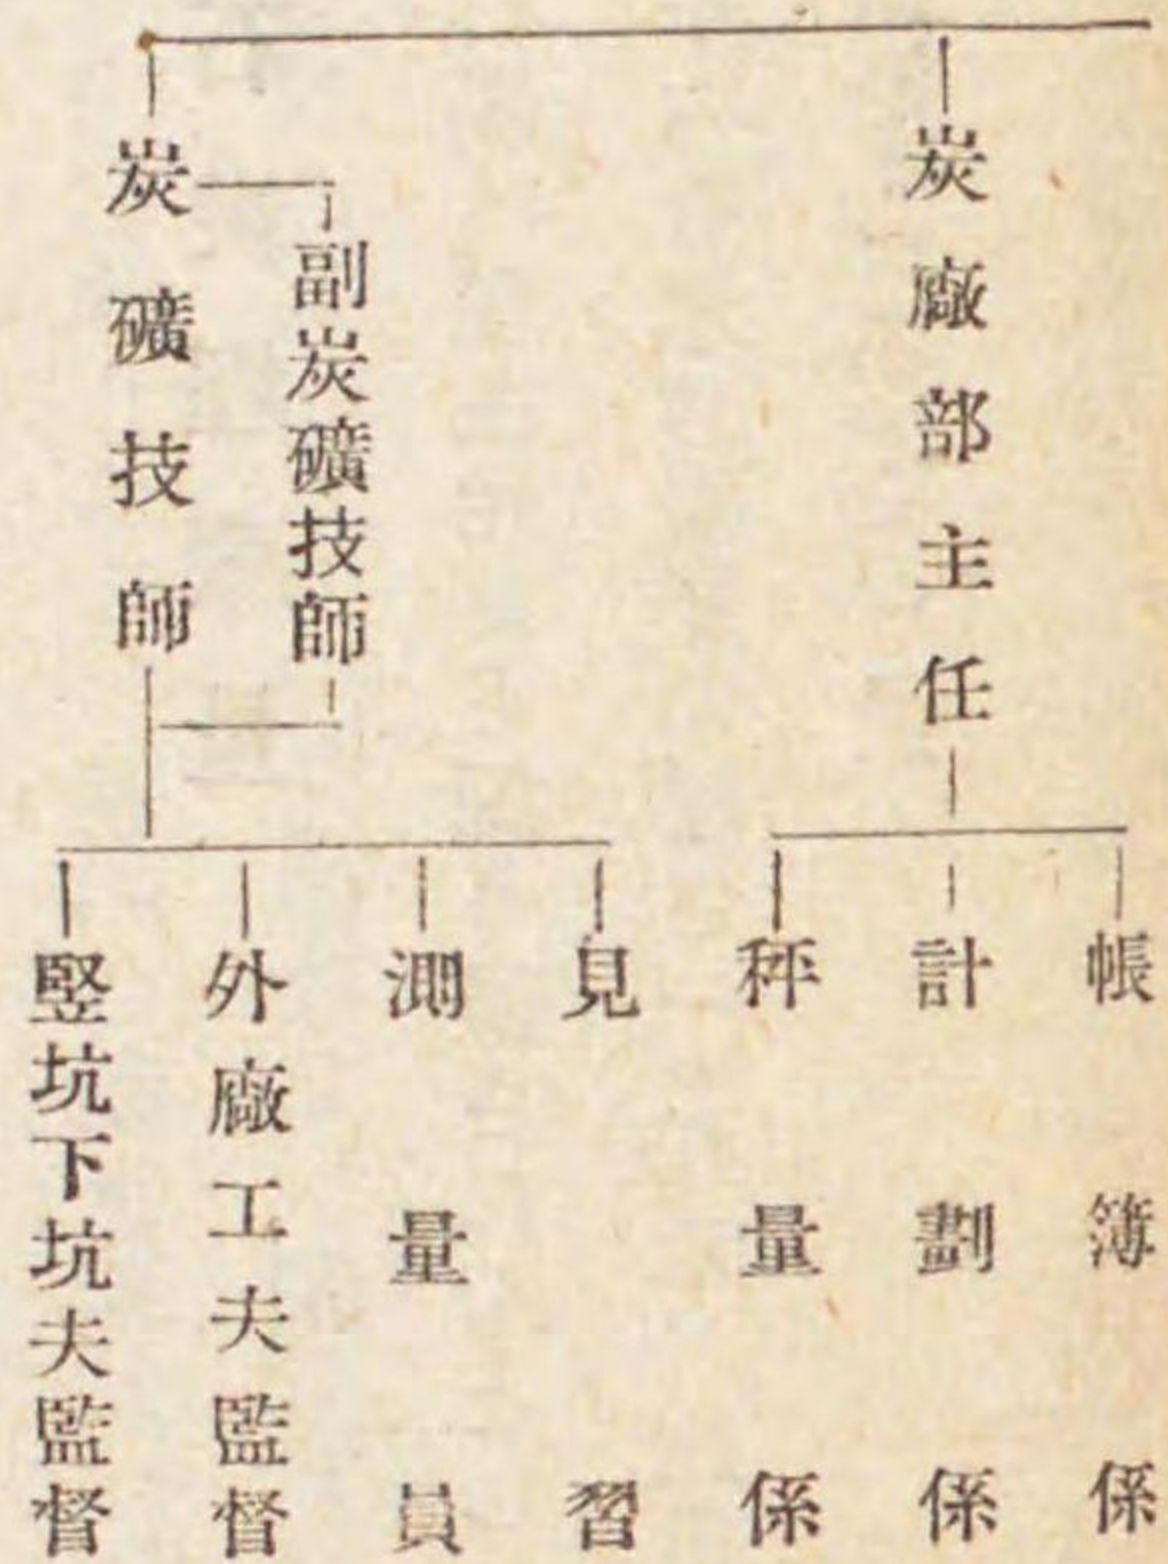 炭廠部主任
帳簿係
計劃係
秤量係
副炭礦技師
炭礦技師
見習
測量員
外廠工夫監督
竪坑下坑夫監督